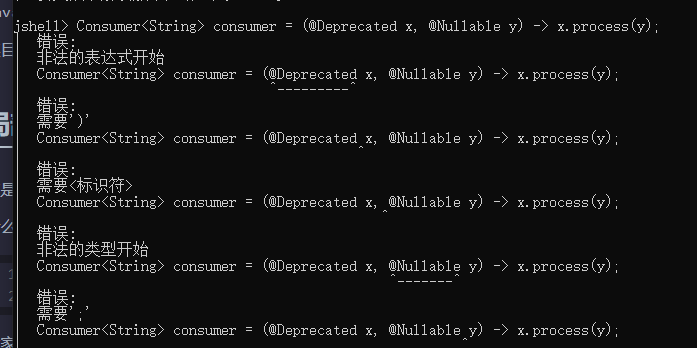 jshell> Consumer<String> consumer = (@Deprecated x, @Nullable y) -> x.process(y);
错误:
非法的表达式开始
Consumer<String> consumer = (@Deprecated x, @Nullable y) -> x.process(y);
^---------^
错误:
需要')'
Consumer<String> consumer = (@Deprecated x, @Nullable y) -> x.process(y);
^
错误:
需要<标识符>
Consumer<String> consumer = (@Deprecated x, @Nullable y) -> x.process(y);
^
错误:
非法的类型开始
Consumer<String> consumer = (@Deprecated x, @Nullable y) -> x.process(y);
^-------^
错误:
需要';'
Consumer<String> consumer = (@Deprecated x, @Nullable y) -> x.process(y);
^